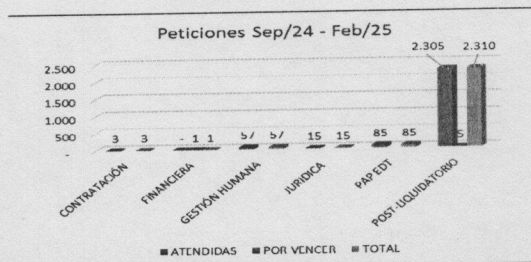 Peticiones Sep/24 - Feb/25
2.305 2.310
2.500
2.000
1.500
1.000
500
-
3 3 - 1 1 57 57 15 15 85 85 5
CONTRATACIÓN
FINANCIERA
GESTIÓN HUMANA
JURIDICA
PAP EDT
POST-LIQUIDATORIO
ATENDIDAS POR VENCER TOTAL